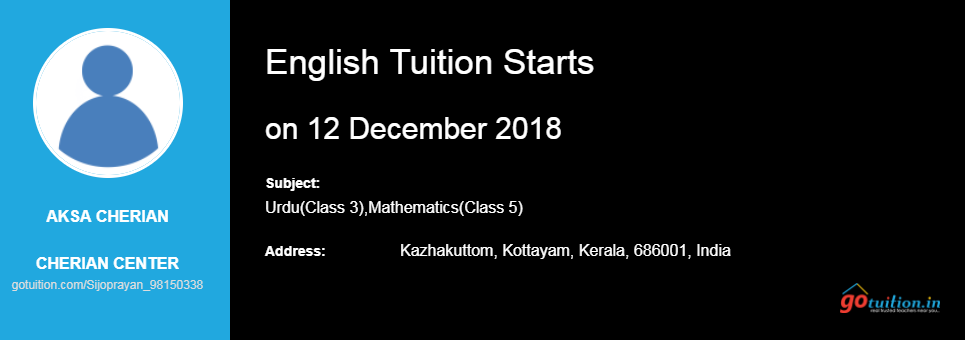 AKSA CHERIAN
CHERIAN CENTER
gotuition.com/Sijoprayan_98150338
English Tuition Starts
on 12 December 2018
Subject:
Urdu(Class 3),Mathematics(Class 5)
Address: Kazhakuttom, Kottayam, Kerala, 686001, India
gotuition.in
real trusted teachers near you..